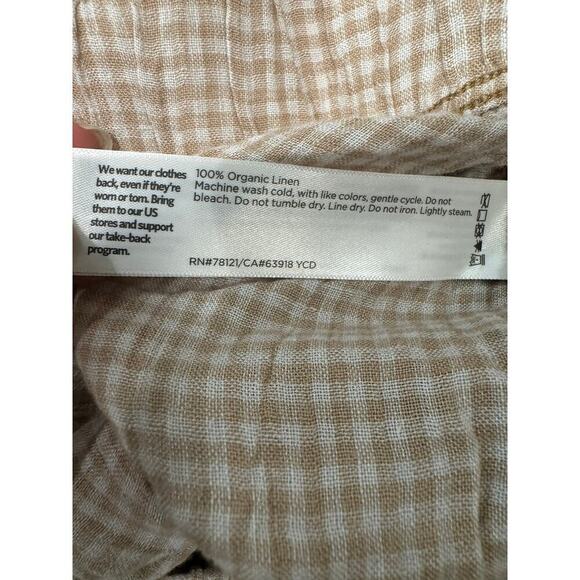 We want our clothes
back, even if they're
worn or torn. Bring
them to our US
stores and support
our take-back
program.
100% Organic Linen
Machine wash cold, with like colors, gentle cycle. Do not
bleach. Do not tumble dry. Line dry. Do not iron. Lightly steam.
RN#78121/CA#63918 YCD